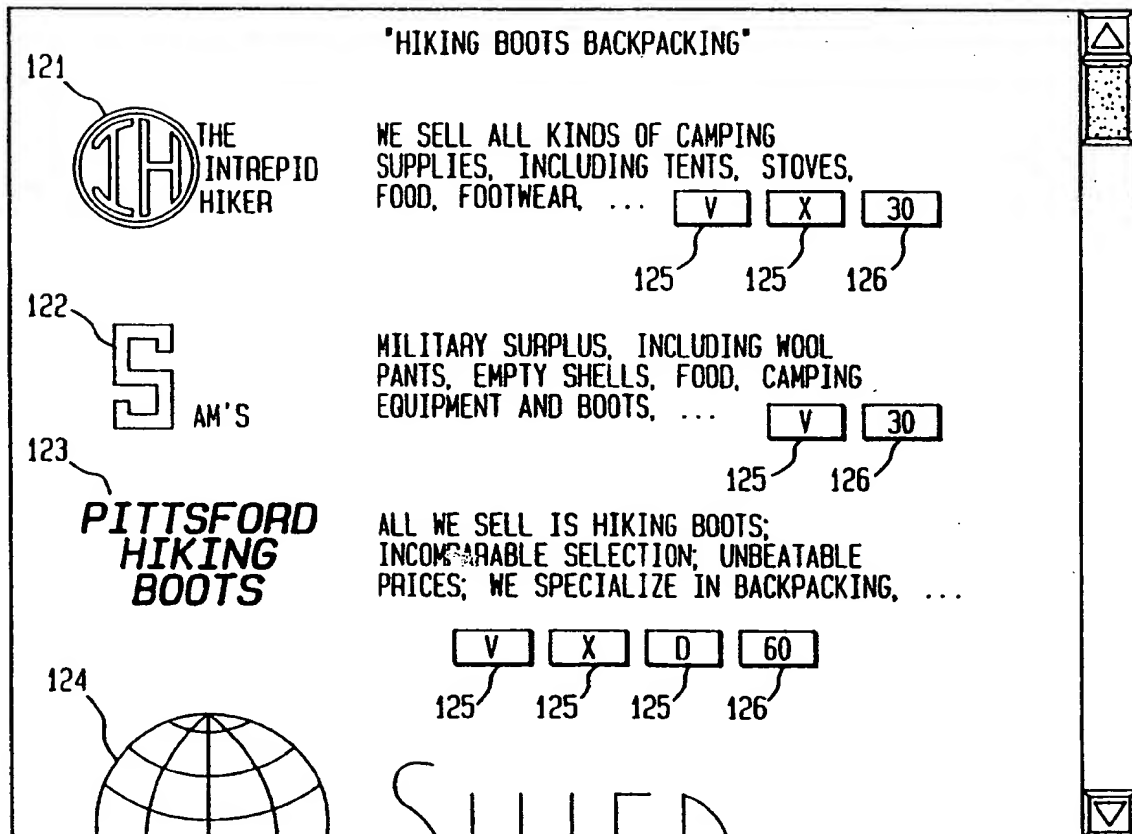 "HIKING BOOTS BACKPACKING"
121
IH THE
INTREPID
HIKER
WE SELL ALL KINDS OF CAMPING
SUPPLIES, INCLUDING TENTS, STOVES,
FOOD, FOOTWEAR, ...
V X 30
125 125 126
122
S AM'S
MILITARY SURPLUS, INCLUDING WOOL
PANTS, EMPTY SHELLS, FOOD, CAMPING
EQUIPMENT AND BOOTS, ...
V 30
125 126
123
PITTSFORD
HIKING
BOOTS
ALL WE SELL IS HIKING BOOTS;
INCOMPARABLE SELECTION; UNBEATABLE
PRICES; WE SPECIALIZE IN BACKPACKING, ...
V X D 60
125 125 125 126
124